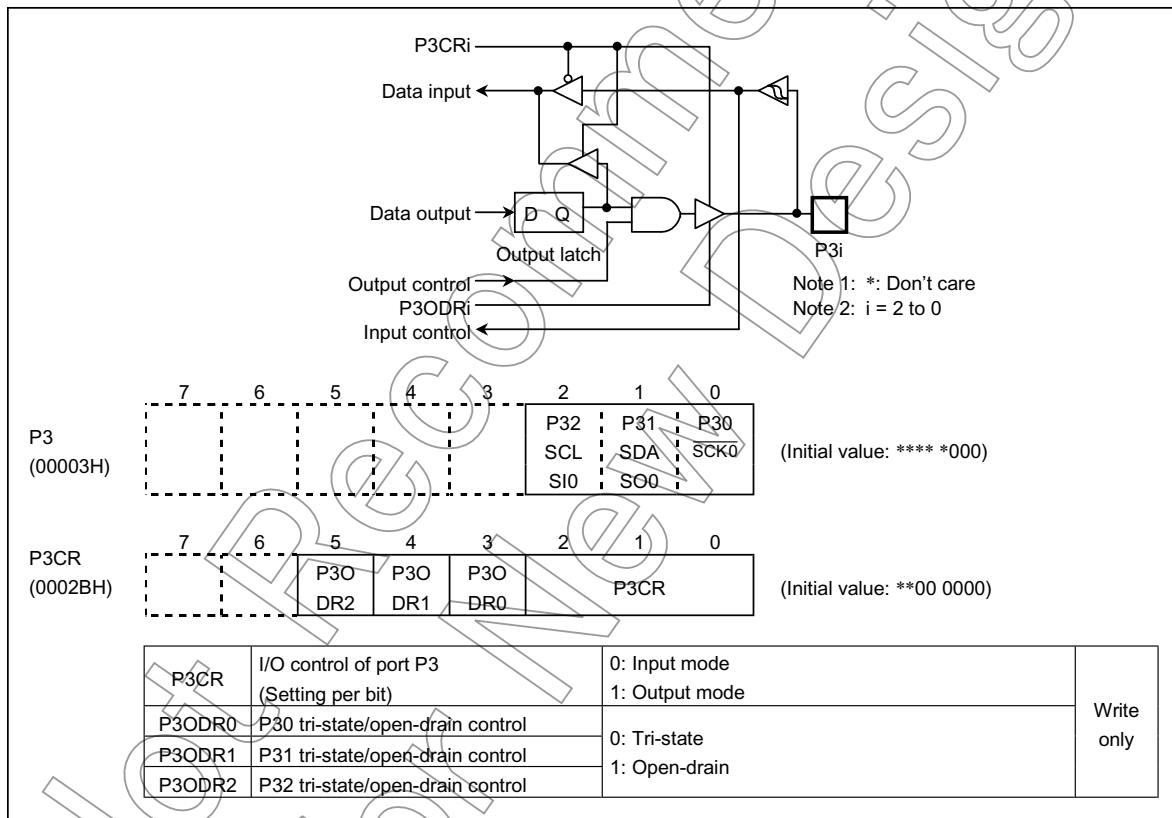 P3CRi
Data input
Data output
D Q
Output latch
P3i
Output control
P3ODRi
Input control
Note 1: *: Don't care
Note 2: i = 2 to 0
7 6 5 4 3 2 1 0
P3
(00003H)
P32 P31 P30
SCL SDA SCK0
SI0 SO0
(Initial value: **** *000)
7 6 5 4 3 2 1 0
P3CR
(0002BH)
P3O P3O P3O
DR2 DR1 DR0
P3CR
(Initial value: **00 0000)
P3CR
I/O control of port P3
(Setting per bit)
0: Input mode
1: Output mode
Write
only
P3ODR0 P30 tri-state/open-drain control
P3ODR1 P31 tri-state/open-drain control
P3ODR2 P32 tri-state/open-drain control
0: Tri-state
1: Open-drain